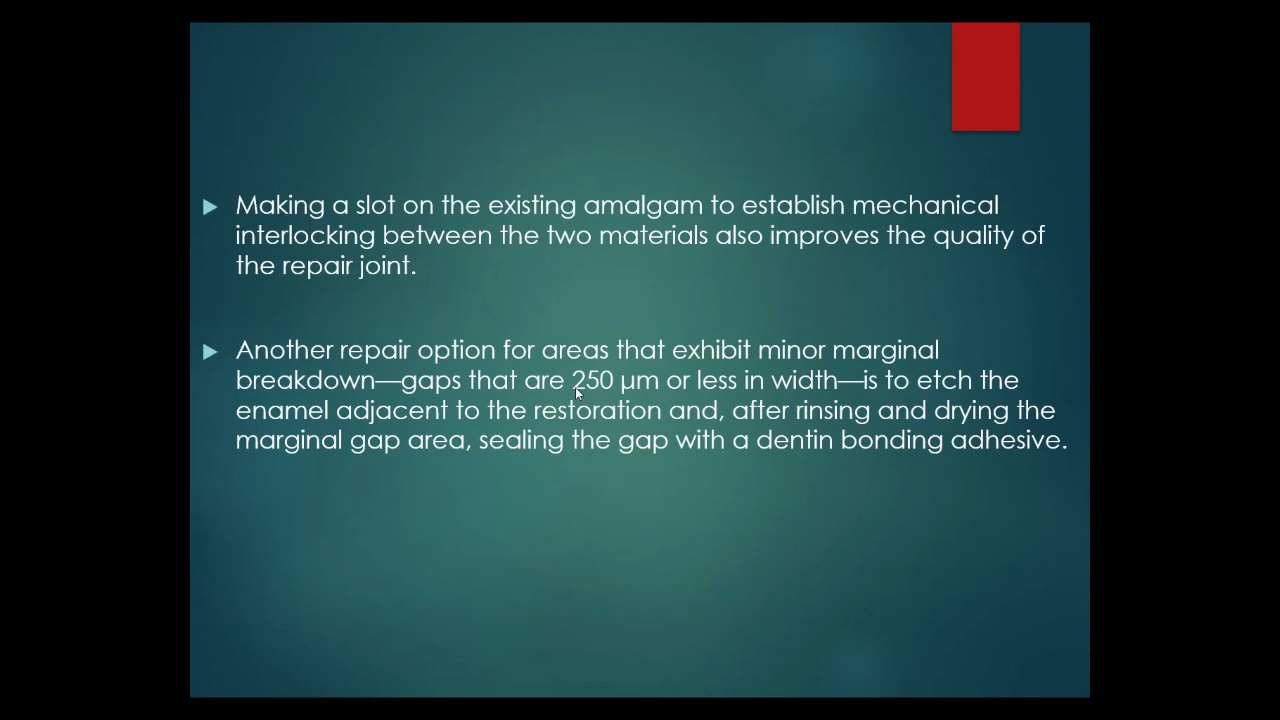 Making a slot on the existing amalgam to establish mechanical
interlocking between the two materials also improves the quality of
the repair joint.
Another repair option for areas that exhibit minor marginal
breakdown—gaps that are 250 µm or less in width—is to etch the
enamel adjacent to the restoration and, after rinsing and drying the
marginal gap area, sealing the gap with a dentin bonding adhesive.